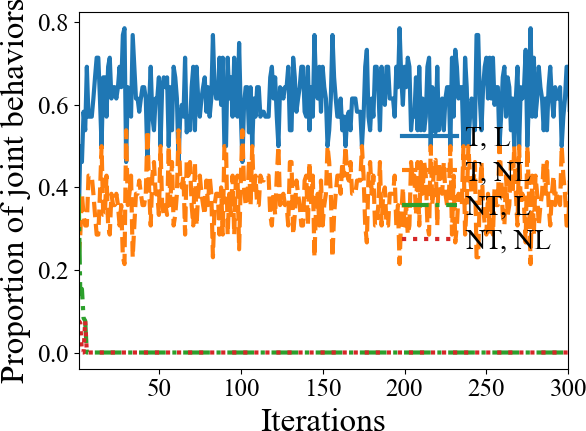 Proportion of joint behaviors
0.8
0.6
0.4
0.2
0.0
T, L
T, NL
NT, L
NT, NL
50
100
150
200
250
300
Iterations